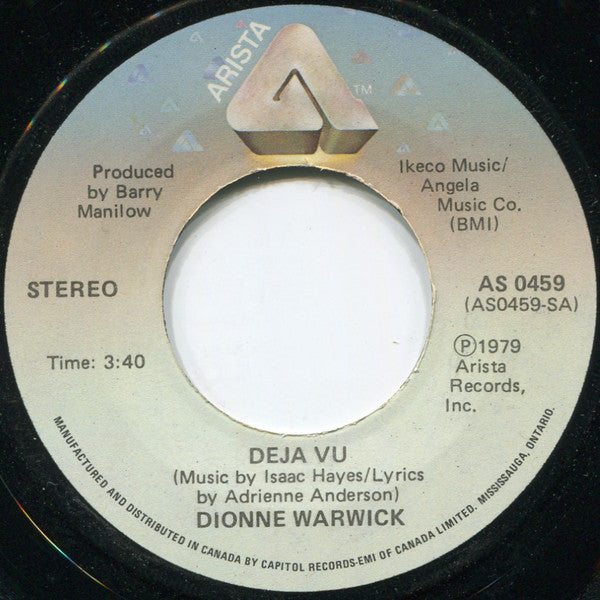 ARISTA
TM
Produced
by Barry
Manilow
Ikeco Music/
Angela
Music Co.
(BMI)
STEREO
AS 0459
(AS0459-SA)
Time: 3:40
Ⓟ1979
Arista
Records,
Inc.
DEJA VU
(Music by Isaac Hayes/Lyrics
by Adrienne Anderson)
DIONNE WARWICK
MANUFACTURED AND DISTRIBUTED IN CANADA BY CAPITOL RECORDS-EMI OF CANADA LIMITED. MISSISSAUGA, ONTARIO.